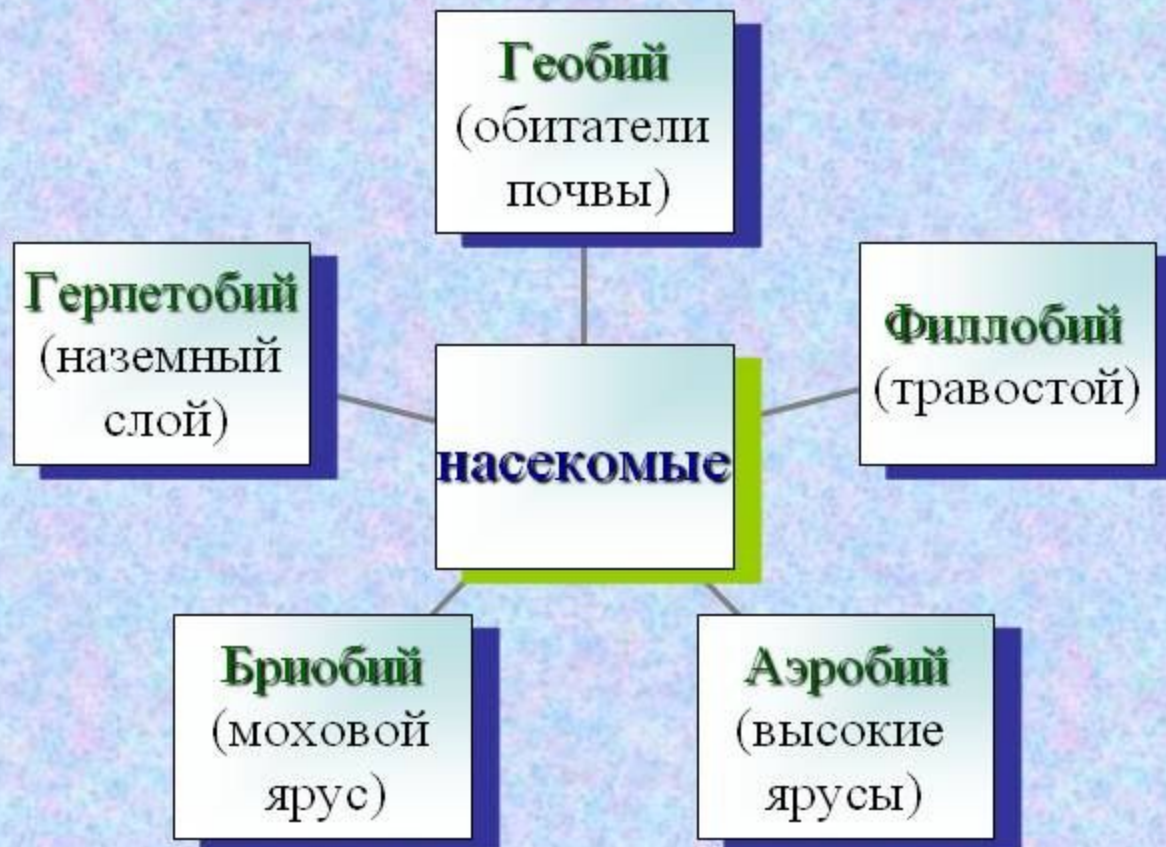 Геобий
(обитатели
почвы)
Герпетобий
(наземный
слой)
Филлобий
(травостой)
насекомые
Бриобий
(моховой
ярус)
Аэробий
(высокие
ярусы)